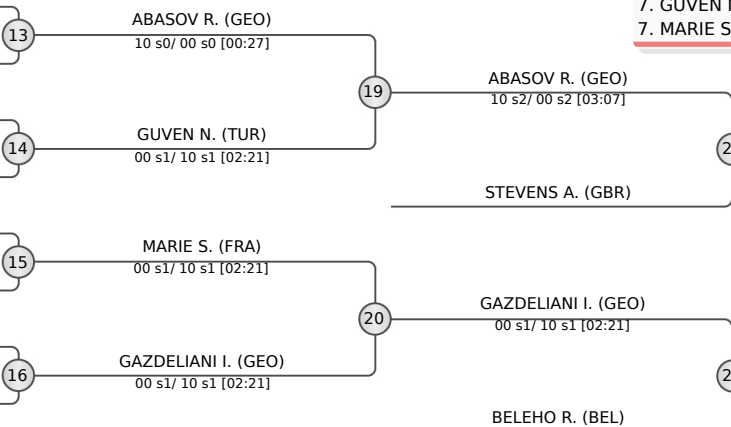 7. GUVEN
7. MARIE S
ABASOV R. (GEO)
13
10 s0/ 00 s0 [00:27]
19
ABASOV R. (GEO)
10 s2/ 00 s2 [03:07]
GUVEN N. (TUR)
14
00 s1/ 10 s1 [02:21]
STEVENS A. (GBR)
MARIE S. (FRA)
15
00 s1/ 10 s1 [02:21]
20
GAZDELIANI I. (GEO)
00 s1/ 10 s1 [02:21]
GAZDELIANI I. (GEO)
16
00 s1/ 10 s1 [02:21]
BELEHO R. (BEL)